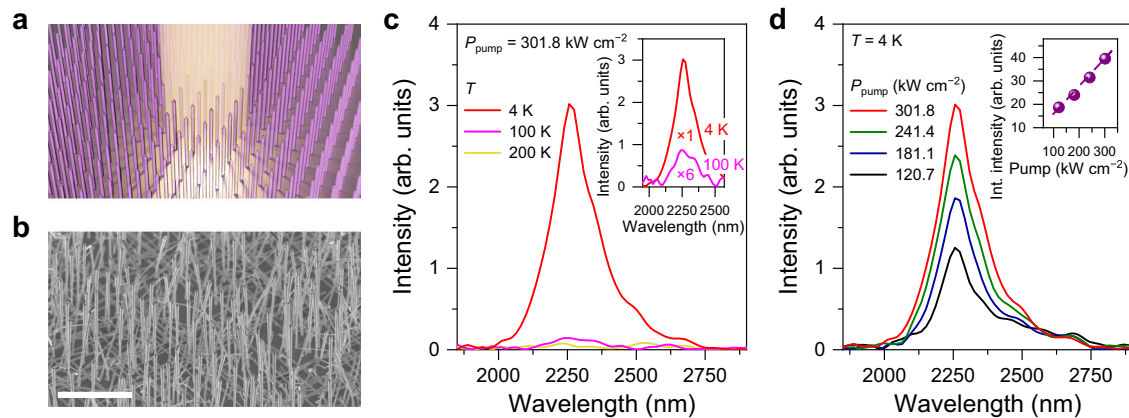 a
b
c
P_pump = 301.8 kW cm⁻²
T
4 K
100 K
200 K
Intensity (arb. units)
0
1
2
3
4
2000
2250
2500
2750
Wavelength (nm)
Intensity (arb. units)
0
1
2
3
×1
4 K
100 K
×6
2000
2250
2500
Wavelength (nm)
d
T = 4 K
P_pump (kW cm⁻²)
301.8
241.4
181.1
120.7
Intensity (arb. units)
0
1
2
3
4
2000
2250
2500
2750
Wavelength (nm)
Int. intensity (arb. units)
10
20
30
40
100 200 300
Pump (kW cm⁻²)